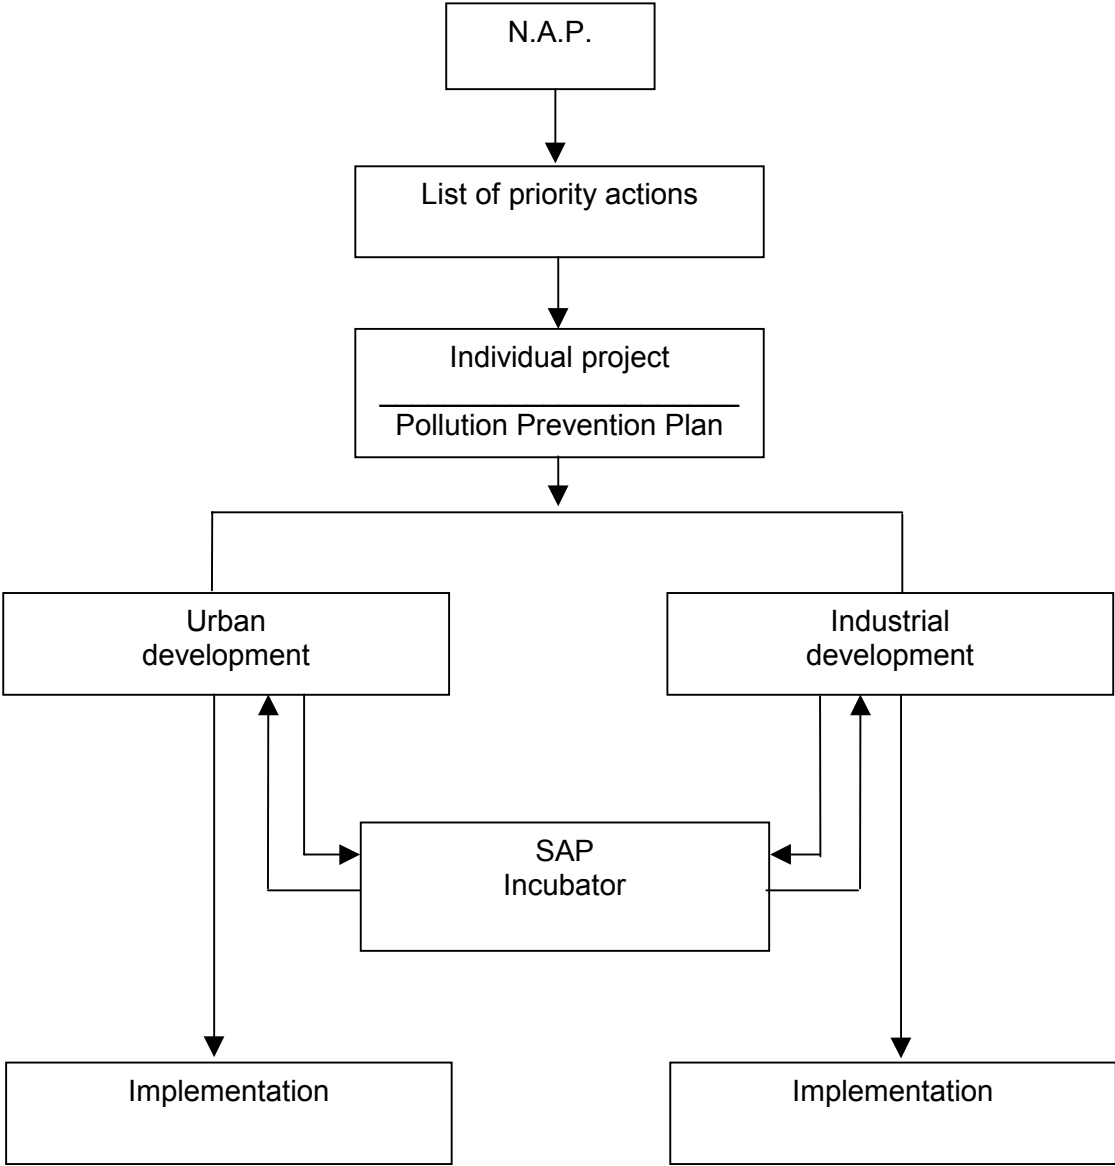 N.A.P.
List of priority actions
Individual project
Pollution Prevention Plan
Urban
development
Industrial
development
SAP
Incubator
Implementation
Implementation